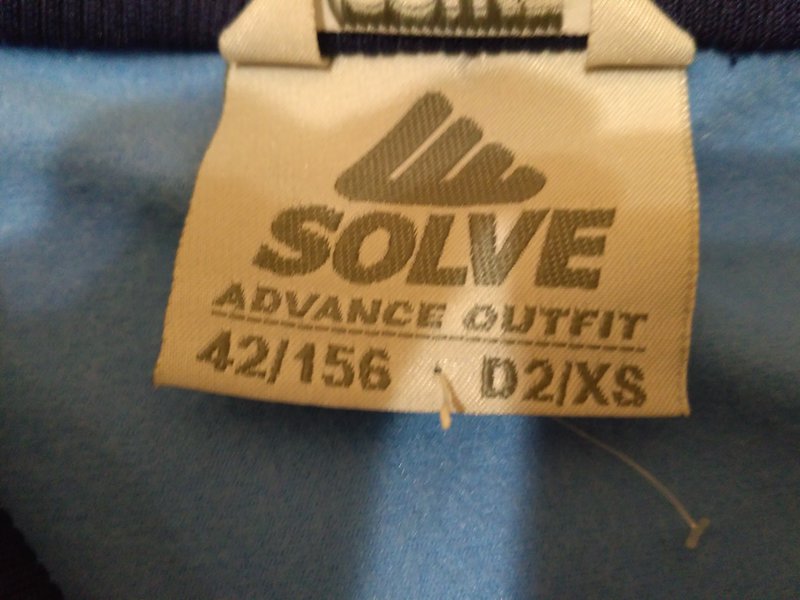 SOLVE
ADVANCE OUTFIT
42/156 D2/XS